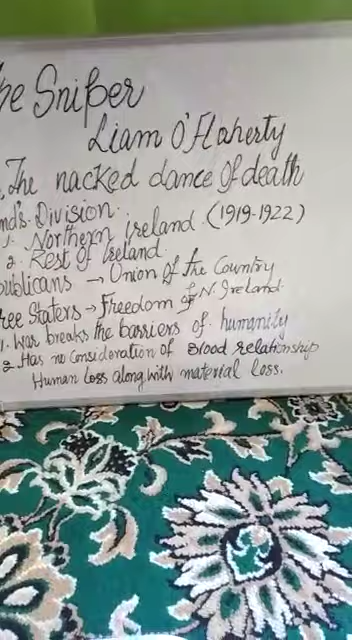 he Sniper
Liam O'Flaherty
The nacked dance of death
nd's Division.
1. Northern ireland (1919-1922)
2. Rest of Ireland.
publicans → Union of the Country
ree Staters → Freedom of N. Ireland.
1. War breaks the barriers of humanity
2. Has no consideration of Blood relationship
Human Loss along with material loss.